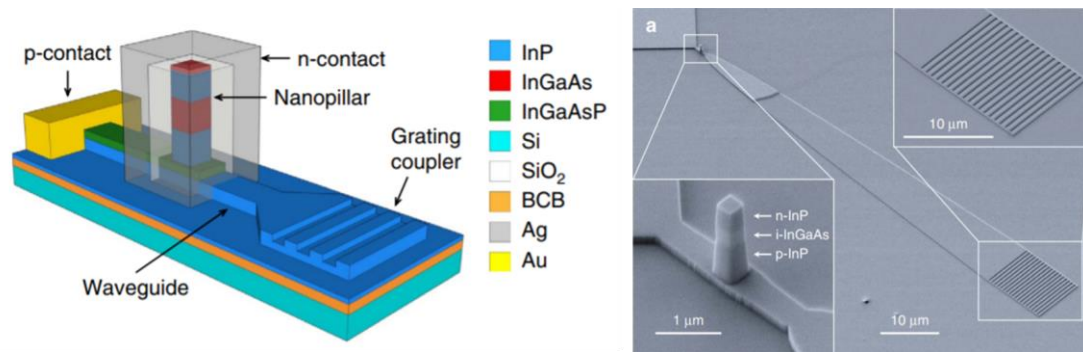 p-contact
n-contact
Nanopillar
Grating
coupler
Waveguide
InP
InGaAs
InGaAsP
Si
SiO₂
BCB
Ag
Au
a
10 µm
n-InP
i-InGaAs
p-InP
1 µm
10 µm